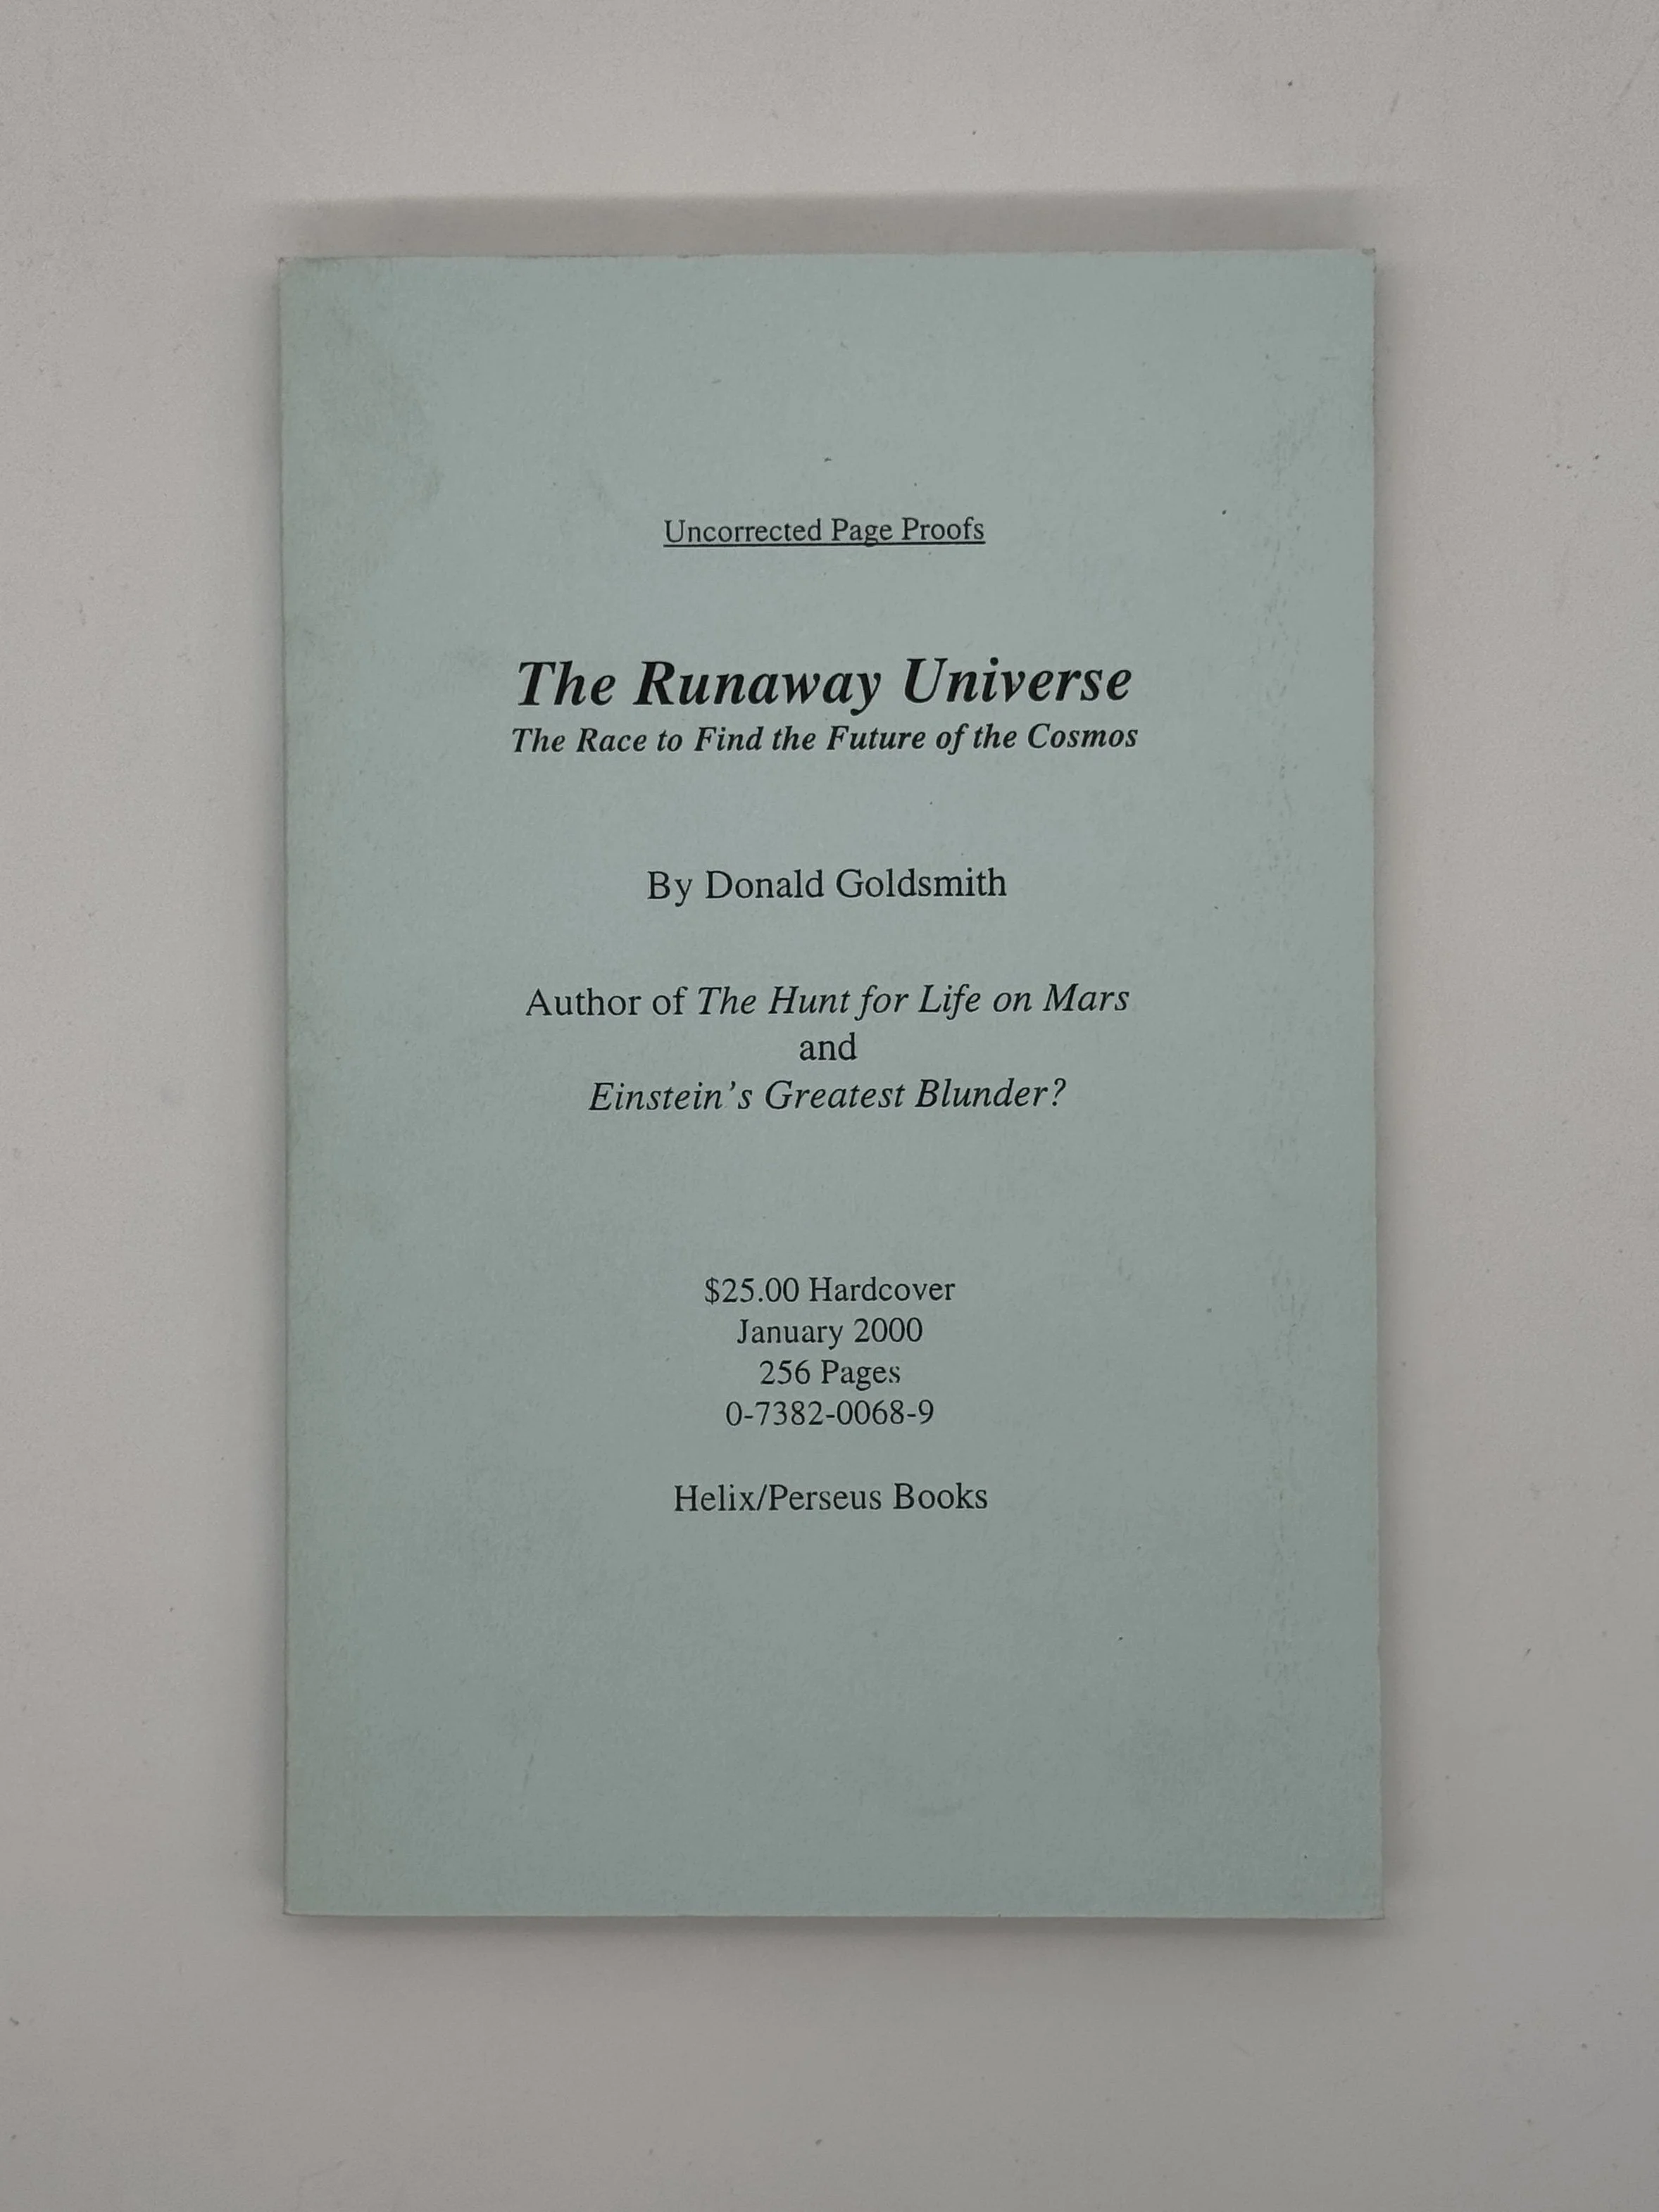 Uncorrected Page Proofs
The Runaway Universe
The Race to Find the Future of the Cosmos
By Donald Goldsmith
Author of The Hunt for Life on Mars
and
Einstein's Greatest Blunder?
$25.00 Hardcover
January 2000
256 Pages
0-7382-0068-9
Helix/Perseus Books